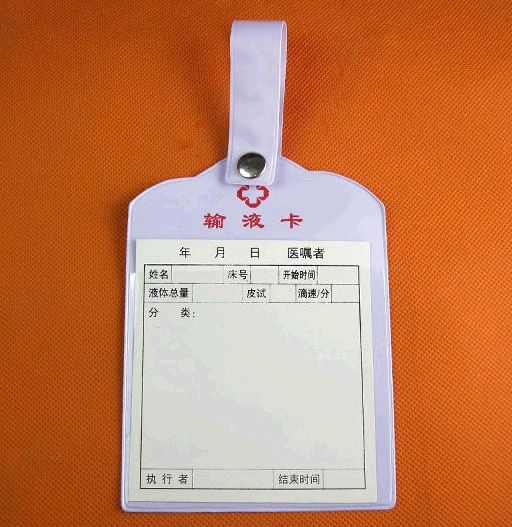 输液卡
年 月 日 医嘱者
姓名 床号 开始时间
液体总量 皮试 滴速/分
分 类:
执行者 结束时间